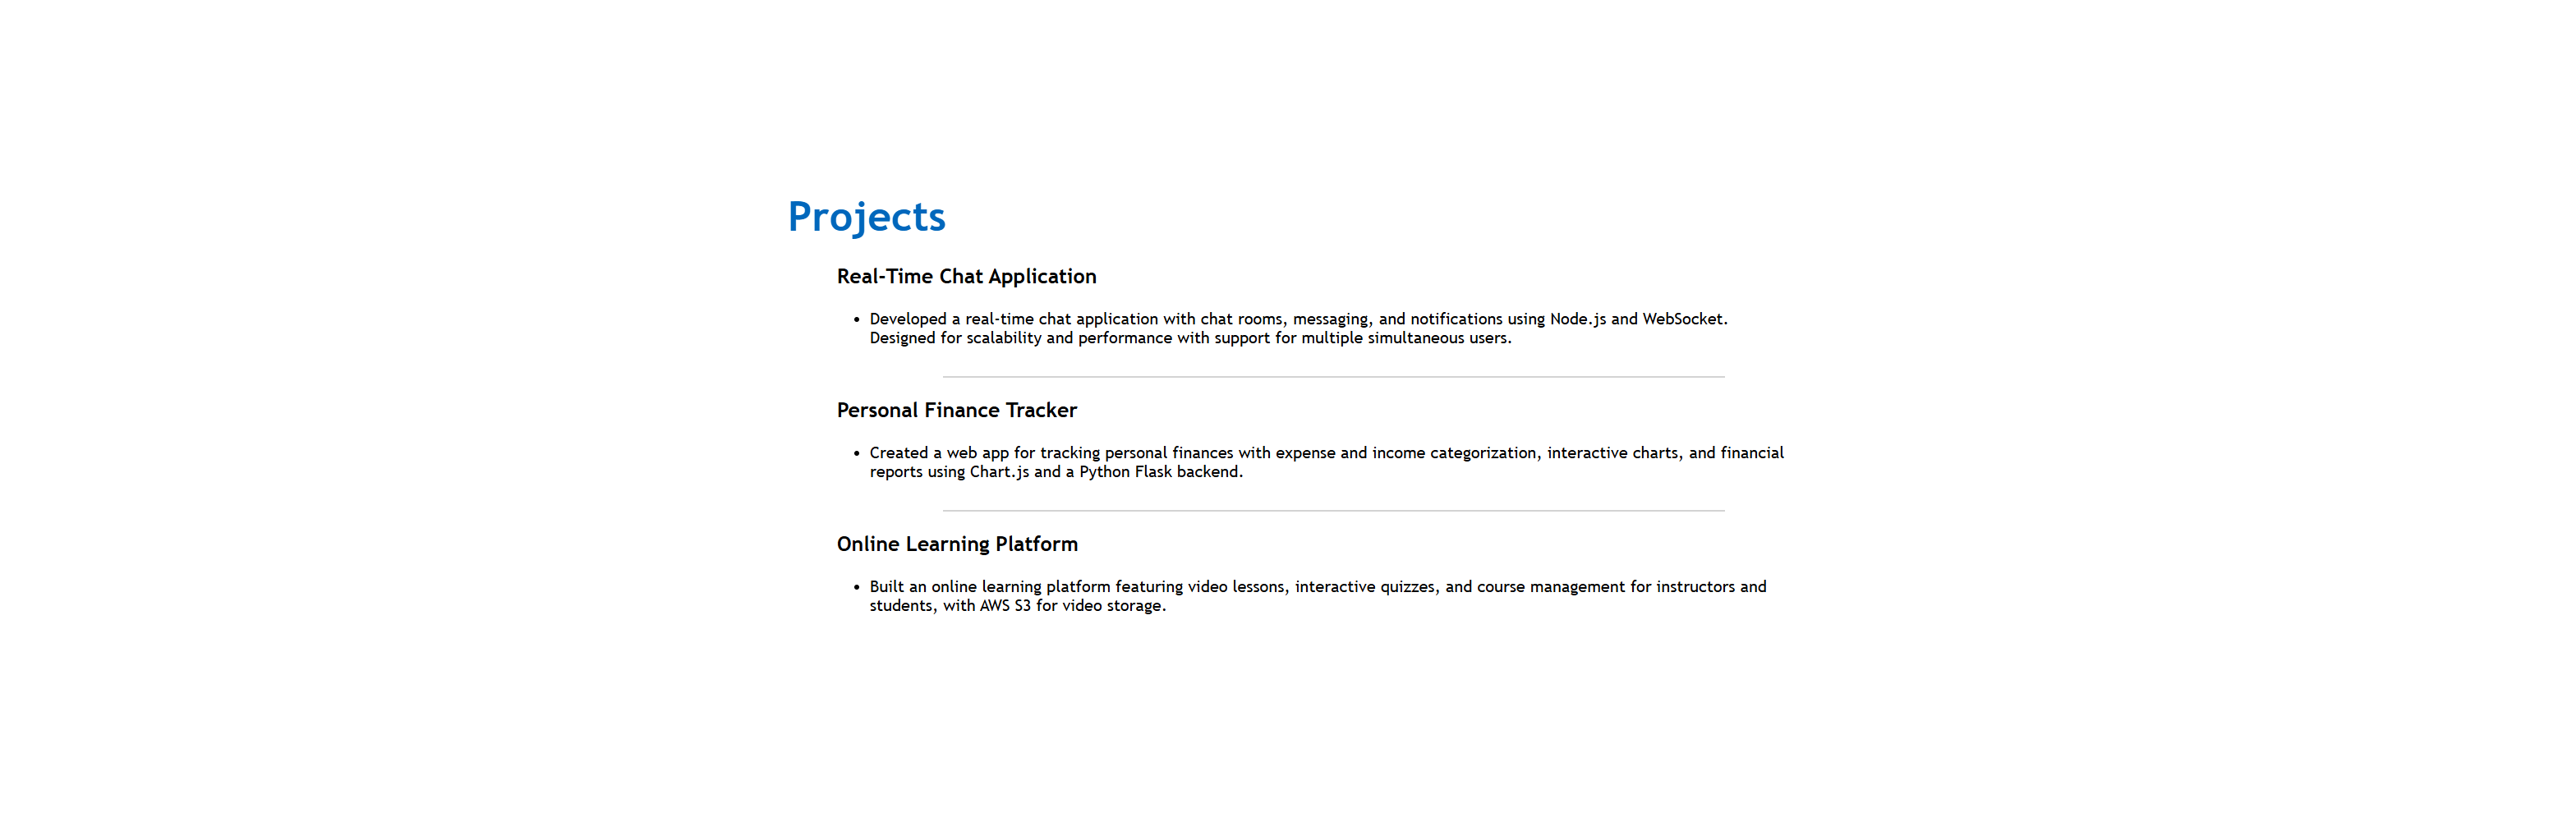 Projects
Real-Time Chat Application
• Developed a real-time chat application with chat rooms, messaging, and notifications using Node.js and WebSocket.
Designed for scalability and performance with support for multiple simultaneous users.
Personal Finance Tracker
• Created a web app for tracking personal finances with expense and income categorization, interactive charts, and financial
reports using Chart.js and a Python Flask backend.
Online Learning Platform
• Built an online learning platform featuring video lessons, interactive quizzes, and course management for instructors and
students, with AWS S3 for video storage.